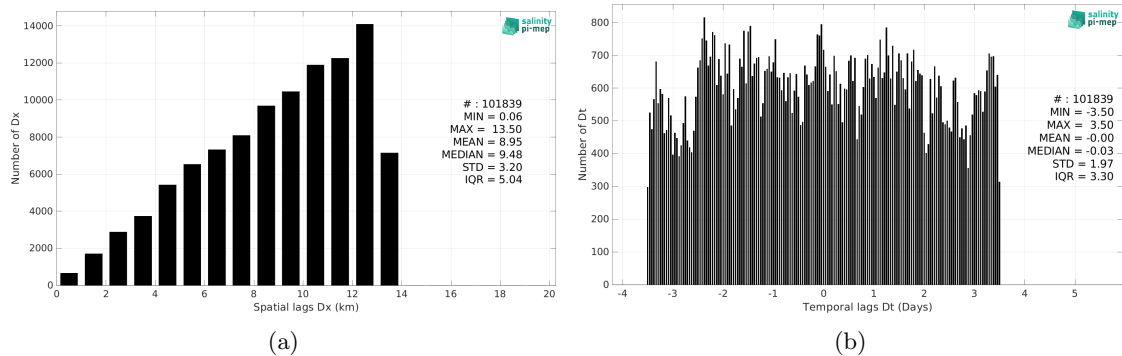 14000
12000
10000
8000
6000
4000
2000
0
Number of Dx
0 2 4 6 8 10 12 14 16 18 20
Spatial lags Dx (km)
salinity
pi-mep
# : 101839
MIN = 0.06
MAX = 13.50
MEAN = 8.95
MEDIAN = 9.48
STD = 3.20
IQR = 5.04
(a)
800
700
600
500
400
300
200
100
0
Number of Dt
-4 -3 -2 -1 0 1 2 3 4 5
Temporal lags Dt (Days)
salinity
pi-mep
# : 101839
MIN = -3.50
MAX = 3.50
MEAN = -0.00
MEDIAN = -0.03
STD = 1.97
IQR = 3.30
(b)